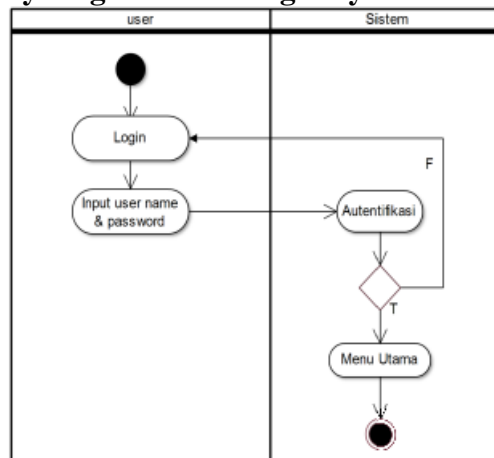 user
Sistem
Login
F
Input user name
& password
Autentifikasi
T
Menu Utama